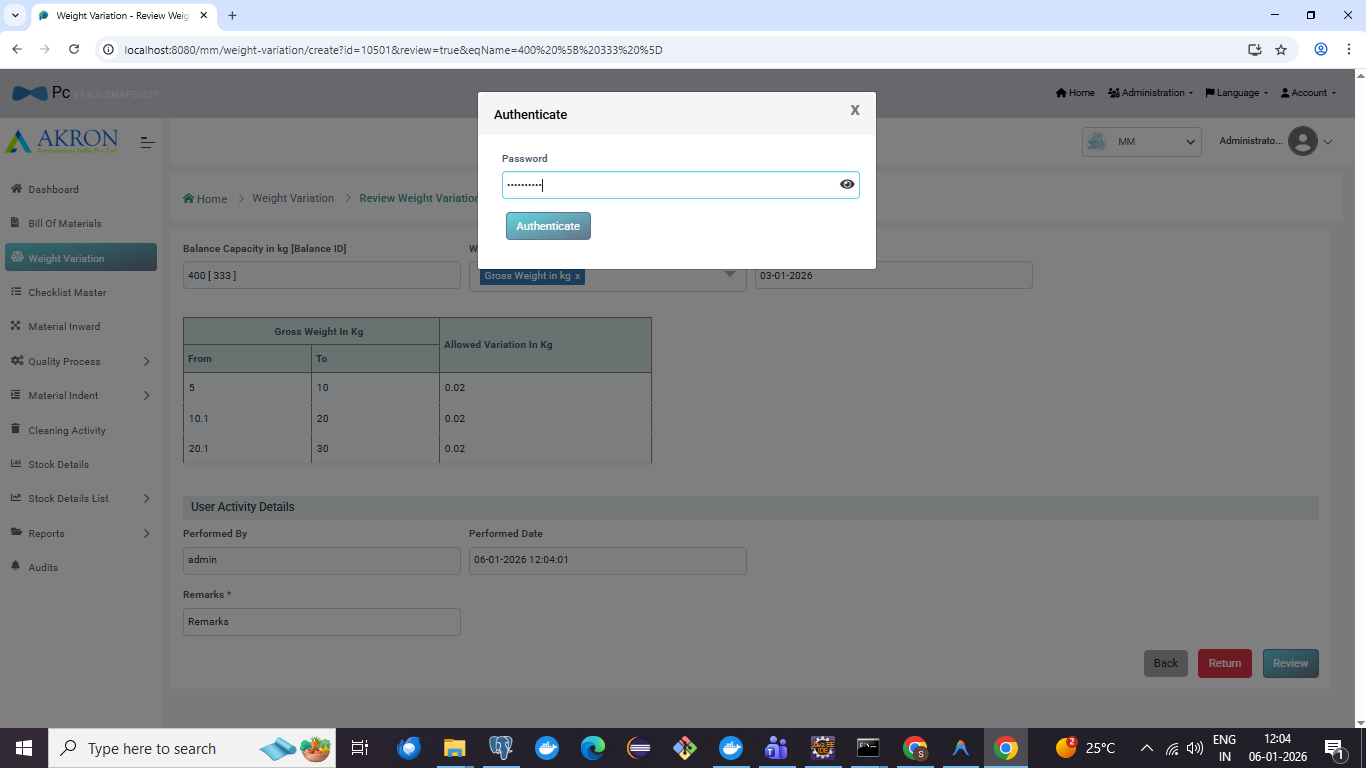 Weight Variation - Review Weig
localhost:8080/mm/weight-variation/create?id=10501&review=true&eqName=400%20%5B%20333%20%5D
Pc v1.0.0-SNAPSHOT
Home Administration Language Account
AKRON
MM Administrato...
Authenticate X
Password
••••••••••
Authenticate
Dashboard
Bill Of Materials
Weight Variation
Checklist Master
Material Inward
Quality Process
Material Indent
Cleaning Activity
Stock Details
Stock Details List
Reports
Audits
Home > Weight Variation > Review Weight Variation
Balance Capacity in kg [Balance ID] W
400 [ 333 ] Gross Weight in kg x 03-01-2026
Gross Weight In Kg Allowed Variation In Kg
From To
5 10 0.02
10.1 20 0.02
20.1 30 0.02
User Activity Details
Performed By Performed Date
admin 06-01-2026 12:04:01
Remarks *
Remarks
Back Return Review
Type here to search
25°C ENG 12:04
IN 06-01-2026